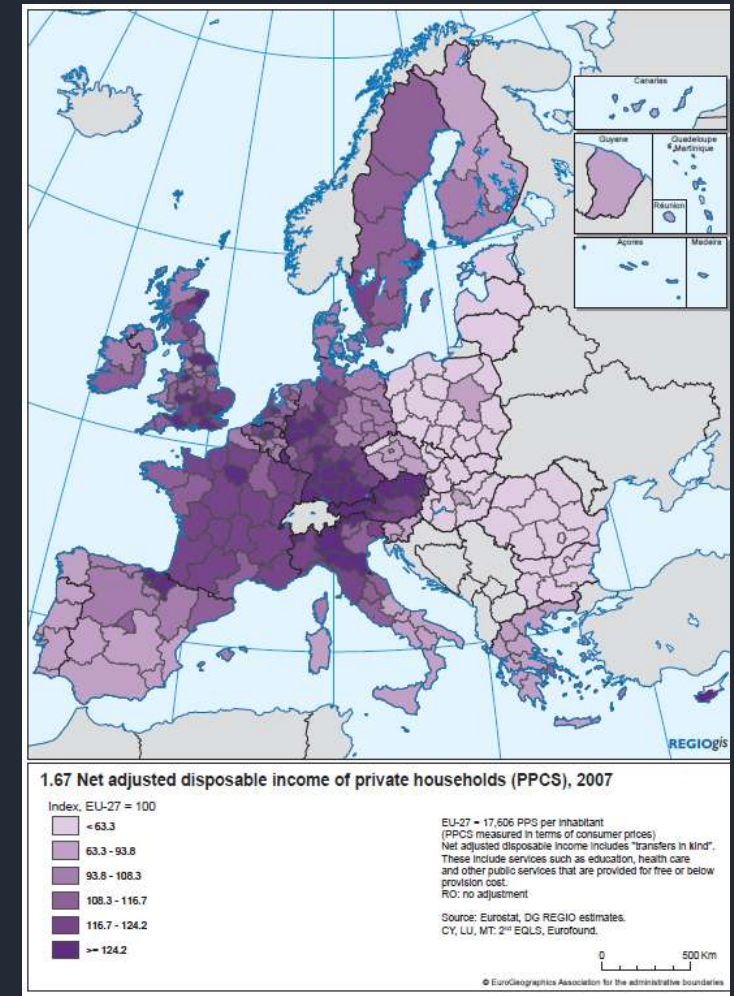 Canarias
Guyane
Guadeloupe
Martinique
Réunion
Açores
Madeira
REGIOgis
1.67 Net adjusted disposable income of private households (PPCS), 2007
Index, EU-27 = 100
< 63.3
63.3 - 93.8
93.8 - 108.3
108.3 - 116.7
116.7 - 124.2
>= 124.2
EU-27 = 17,606 PPS per inhabitant
(PPCS measured in terms of consumer prices)
Net adjusted disposable income includes "transfers in kind".
These include services such as education, health care
and other public services that are provided for free or below
provision cost.
RO: no adjustment
Source: Eurostat, DG REGIO estimates.
CY, LU, MT: 2nd EQLS, Eurofound.
0 500 Km
© EuroGeographics Association for the administrative boundaries